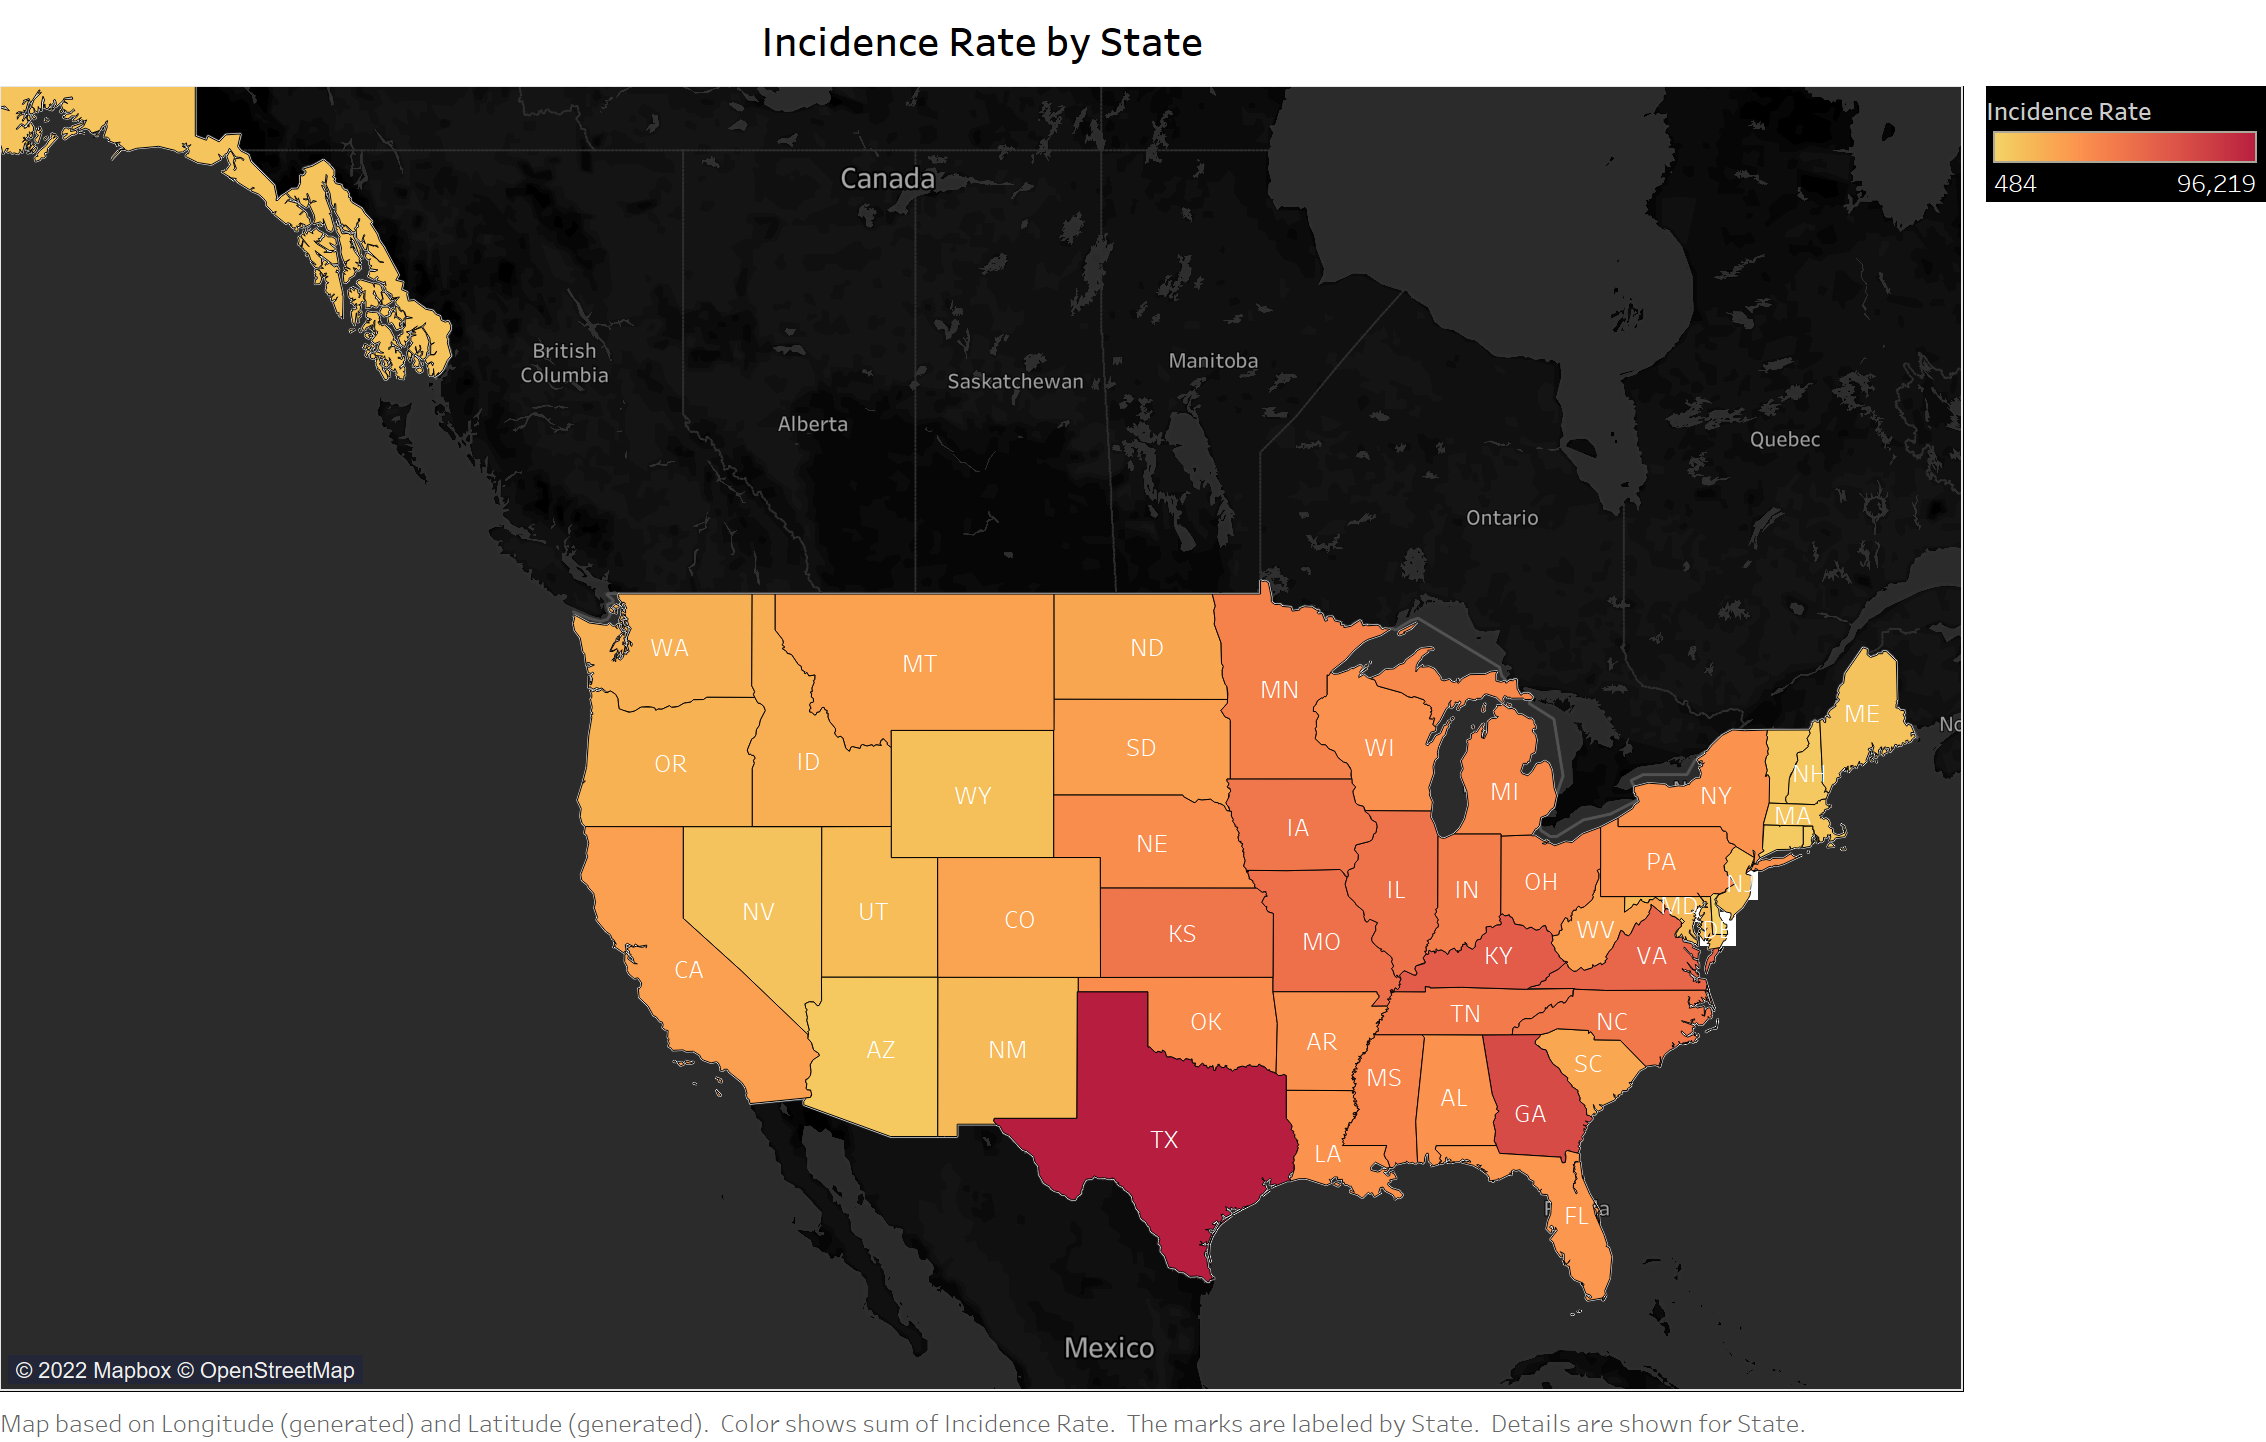 Incidence Rate by State
Incidence Rate
484 96,219
Canada
British
Columbia
Alberta
Saskatchewan
Manitoba
Ontario
Quebec
WA
MT
ND
MN
OR
ID
WY
SD
WI
MI
NY
ME
NH
MA
NV
UT
CO
NE
IA
IL
IN
OH
PA
NJ
MD
CA
KS
MO
KY
WV
VA
AZ
NM
OK
AR
TN
NC
SC
TX
LA
MS
AL
GA
FL
Mexico
© 2022 Mapbox © OpenStreetMap
Map based on Longitude (generated) and Latitude (generated). Color shows sum of Incidence Rate. The marks are labeled by State. Details are shown for State.